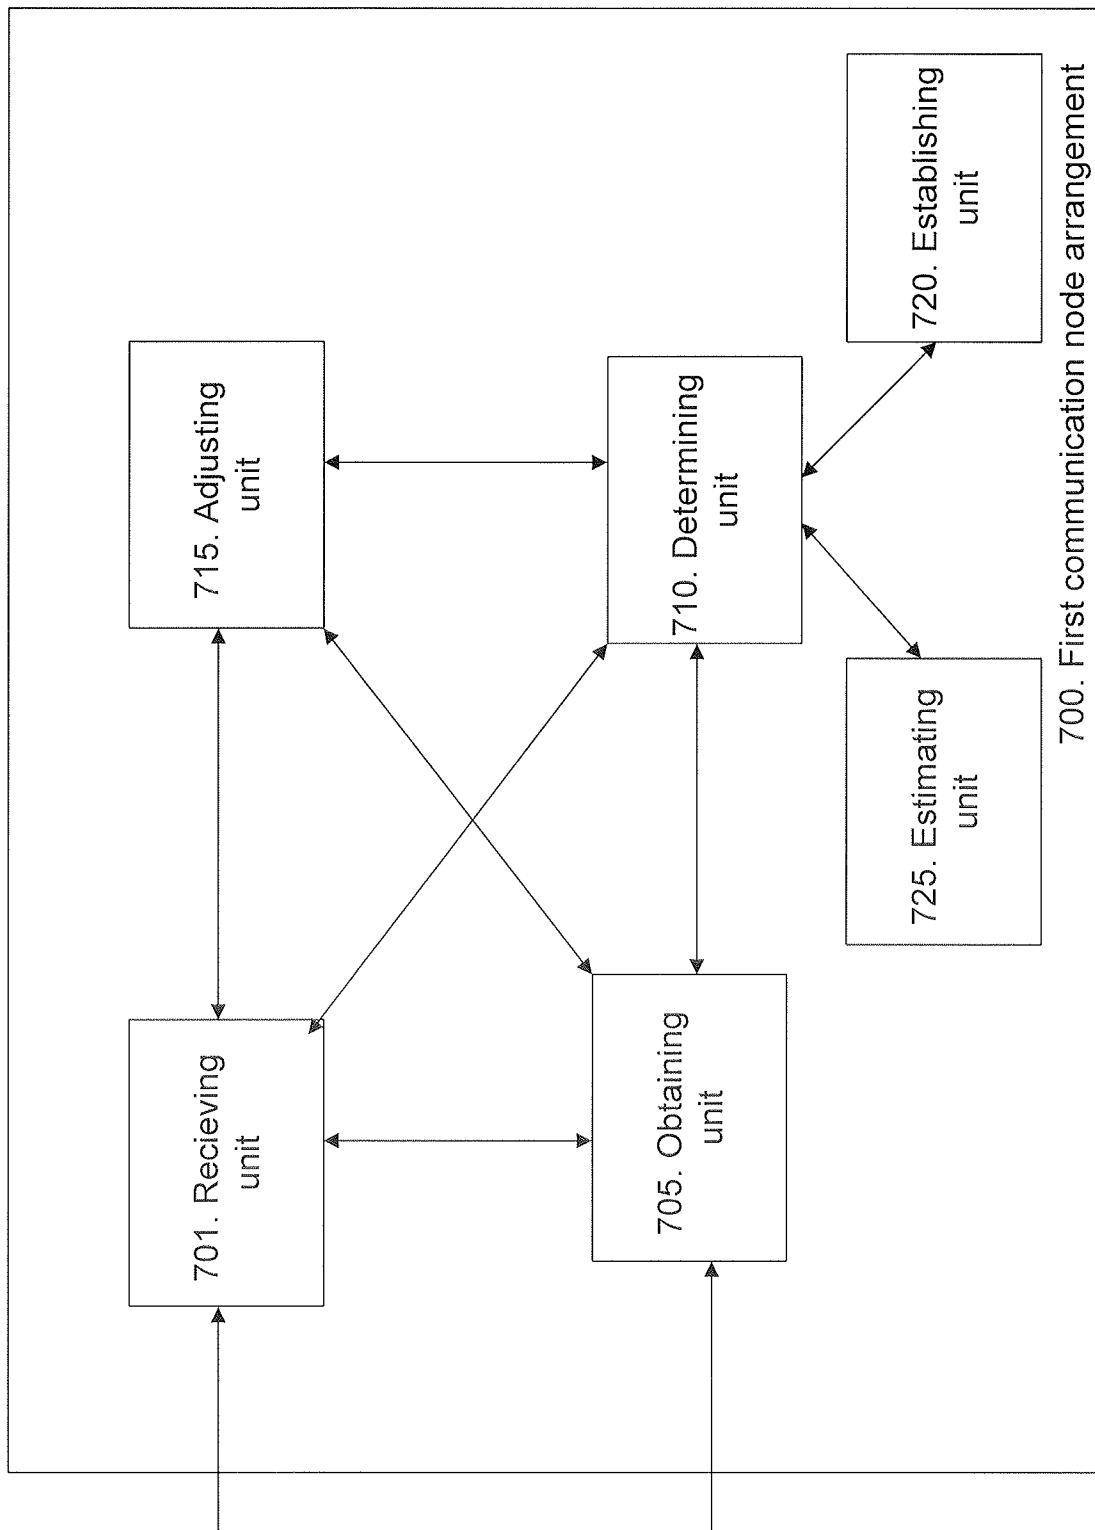 701. Recieving
unit
715. Adjusting
unit
705. Obtaining
unit
710. Determining
unit
725. Estimating
unit
720. Establishing
unit
700. First communication node arrangement